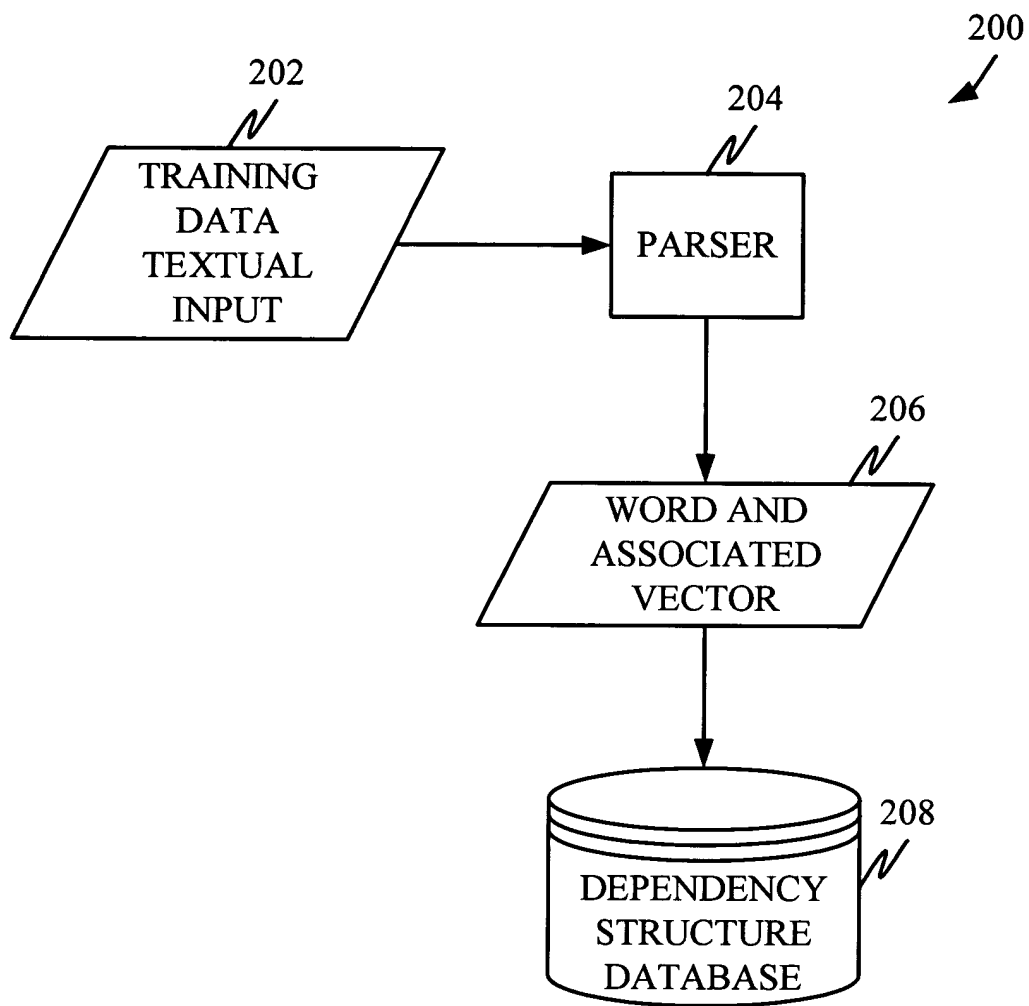 200
202
TRAINING
DATA
TEXTUAL
INPUT
204
PARSER
206
WORD AND
ASSOCIATED
VECTOR
208
DEPENDENCY
STRUCTURE
DATABASE